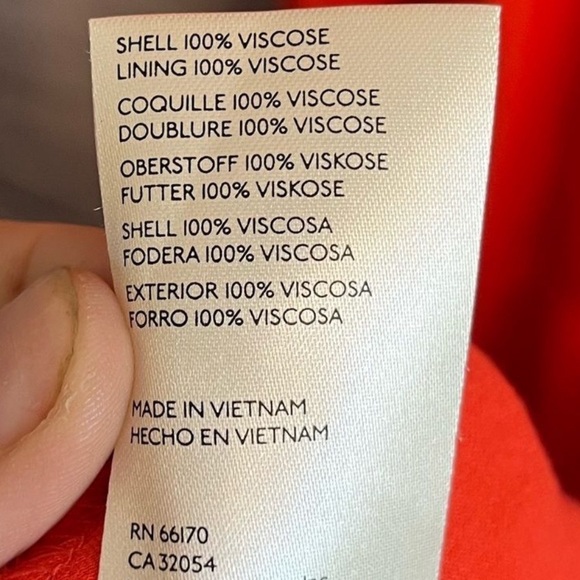 SHELL 100% VISCOSE
LINING 100% VISCOSE
COQUILLE 100% VISCOSE
DOUBLURE 100% VISCOSE
OBERSTOFF 100% VISKOSE
FUTTER 100% VISKOSE
SHELL 100% VISCOSA
FODERA 100% VISCOSA
EXTERIOR 100% VISCOSA
FORRO 100% VISCOSA
MADE IN VIETNAM
HECHO EN VIETNAM
RN 66170
CA 32054